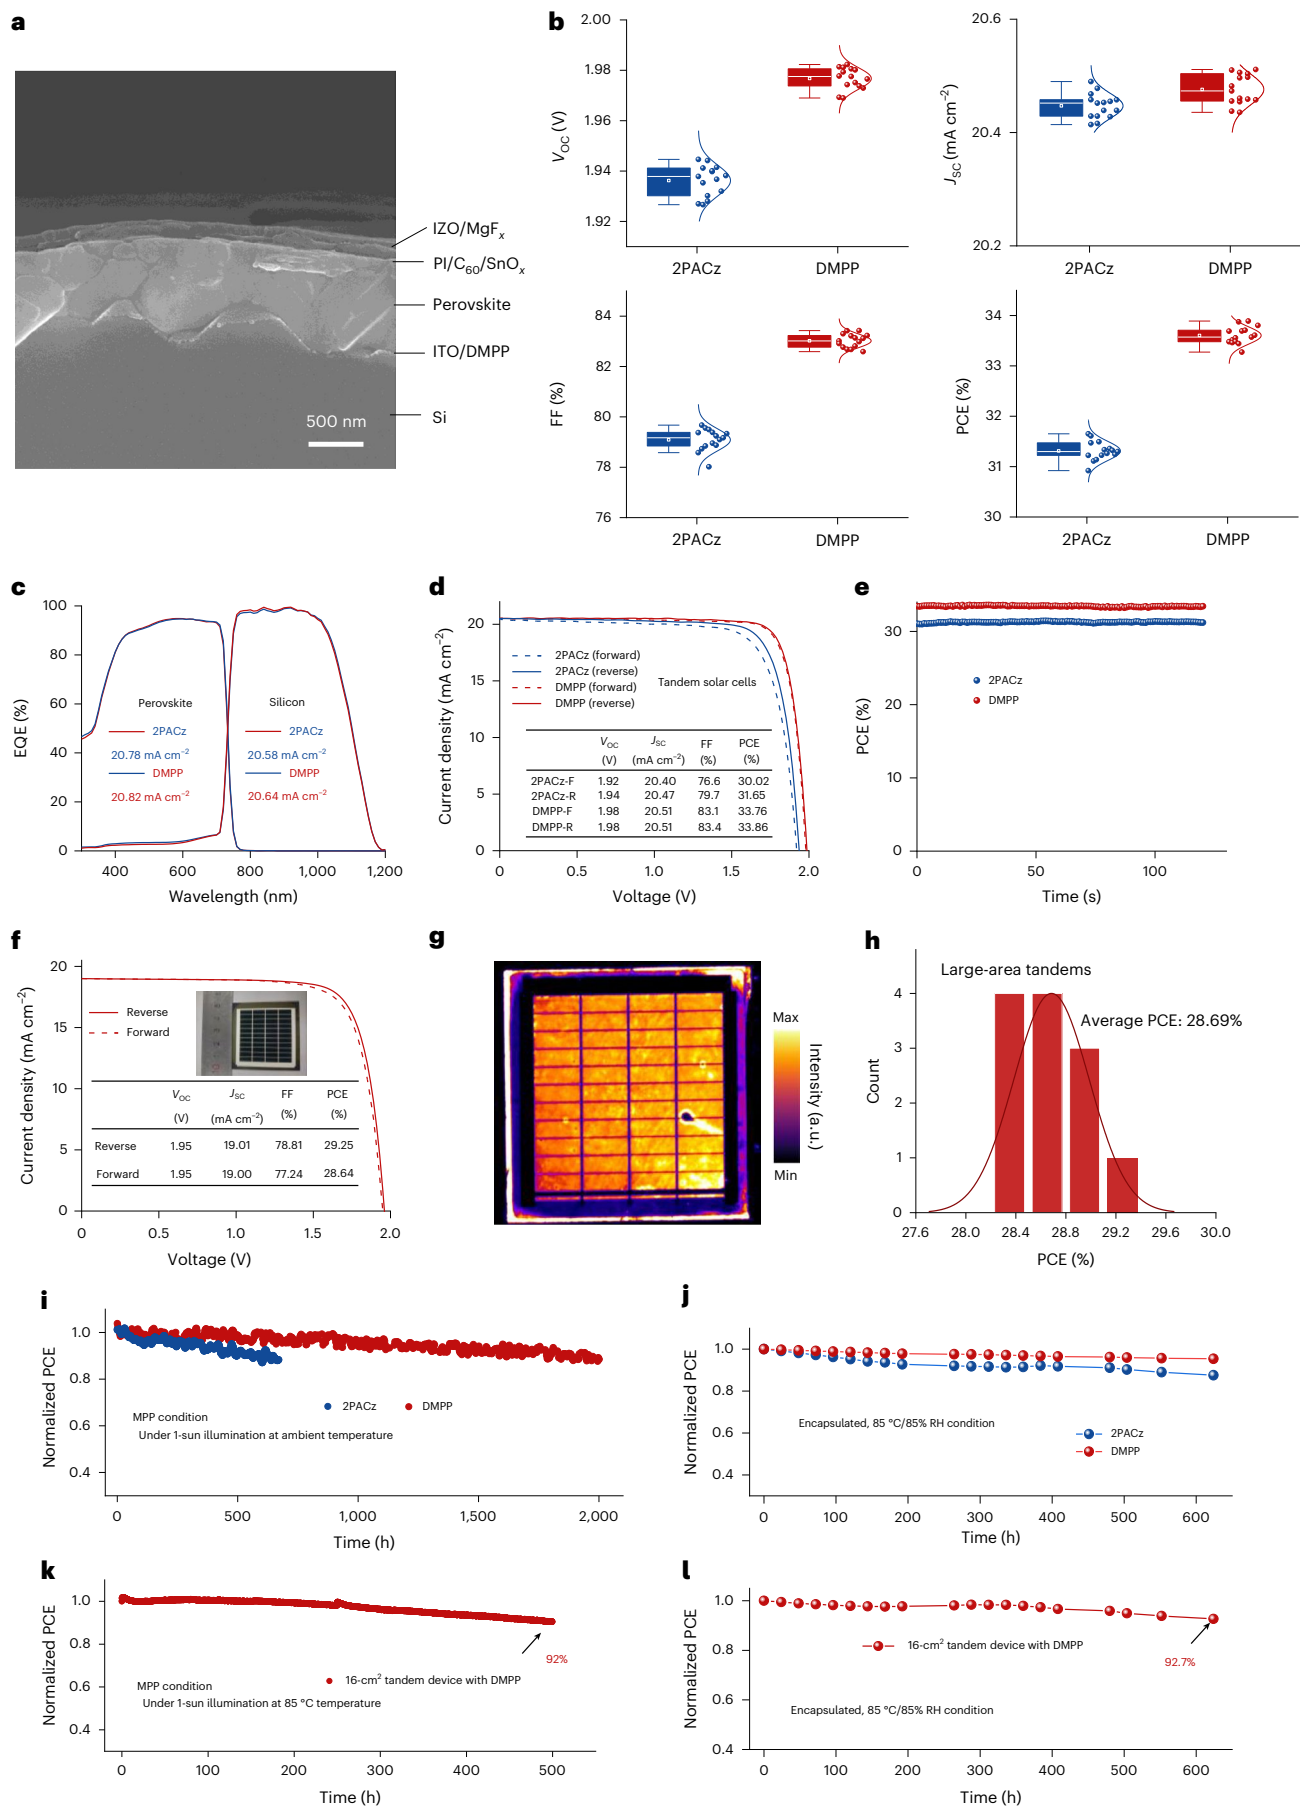 a
IZO/MgFx
PI/C60/SnOx
Perovskite
ITO/DMPP
Si
500 nm
b
2.00
1.98
1.96
1.94
1.92
VOC (V)
2PACz
DMPP
20.6
20.4
20.2
JSC (mA cm−2)
2PACz
DMPP
84
82
80
78
76
FF (%)
2PACz
DMPP
34
33
32
31
30
PCE (%)
2PACz
DMPP
c
100
80
60
40
20
0
EQE (%)
Perovskite
Silicon
2PACz
2PACz
20.78 mA cm−2
20.58 mA cm−2
DMPP
DMPP
20.82 mA cm−2
20.64 mA cm−2
400 600 800 1,000 1,200
Wavelength (nm)
d
20
15
10
5
0
Current density (mA cm−2)
2PACz (forward)
2PACz (reverse)
DMPP (forward)
DMPP (reverse)
Tandem solar cells
VOC JSC FF PCE
(V) (mA cm−2) (%) (%)
2PACz-F 1.92 20.40 76.6 30.02
2PACz-R 1.94 20.47 79.7 31.65
DMPP-F 1.98 20.51 83.1 33.76
DMPP-R 1.98 20.51 83.4 33.86
0 0.5 1.0 1.5 2.0
Voltage (V)
e
30
20
10
0
PCE (%)
2PACz
DMPP
0 50 100
Time (s)
f
20
15
10
5
0
Current density (mA cm−2)
Reverse
Forward
VOC JSC FF PCE
(V) (mA cm−2) (%) (%)
Reverse 1.95 19.01 78.81 29.25
Forward 1.95 19.00 77.24 28.64
0 0.5 1.0 1.5 2.0
Voltage (V)
g
Max
Intensity (a.u.)
Min
h
Large-area tandems
Average PCE: 28.69%
4
3
2
1
0
Count
27.6 28.0 28.4 28.8 29.2 29.6 30.0
PCE (%)
i
1.0
0.8
0.6
0.4
Normalized PCE
2PACz
DMPP
MPP condition
Under 1-sun illumination at ambient temperature
0 500 1,000 1,500 2,000
Time (h)
j
1.0
0.8
0.6
0.4
Normalized PCE
Encapsulated, 85 °C/85% RH condition
2PACz
DMPP
0 100 200 300 400 500 600
Time (h)
k
1.0
0.8
0.6
0.4
Normalized PCE
92%
16-cm2 tandem device with DMPP
MPP condition
Under 1-sun illumination at 85 °C temperature
0 100 200 300 400 500
Time (h)
l
1.0
0.8
0.6
0.4
Normalized PCE
16-cm2 tandem device with DMPP
92.7%
Encapsulated, 85 °C/85% RH condition
0 100 200 300 400 500 600
Time (h)